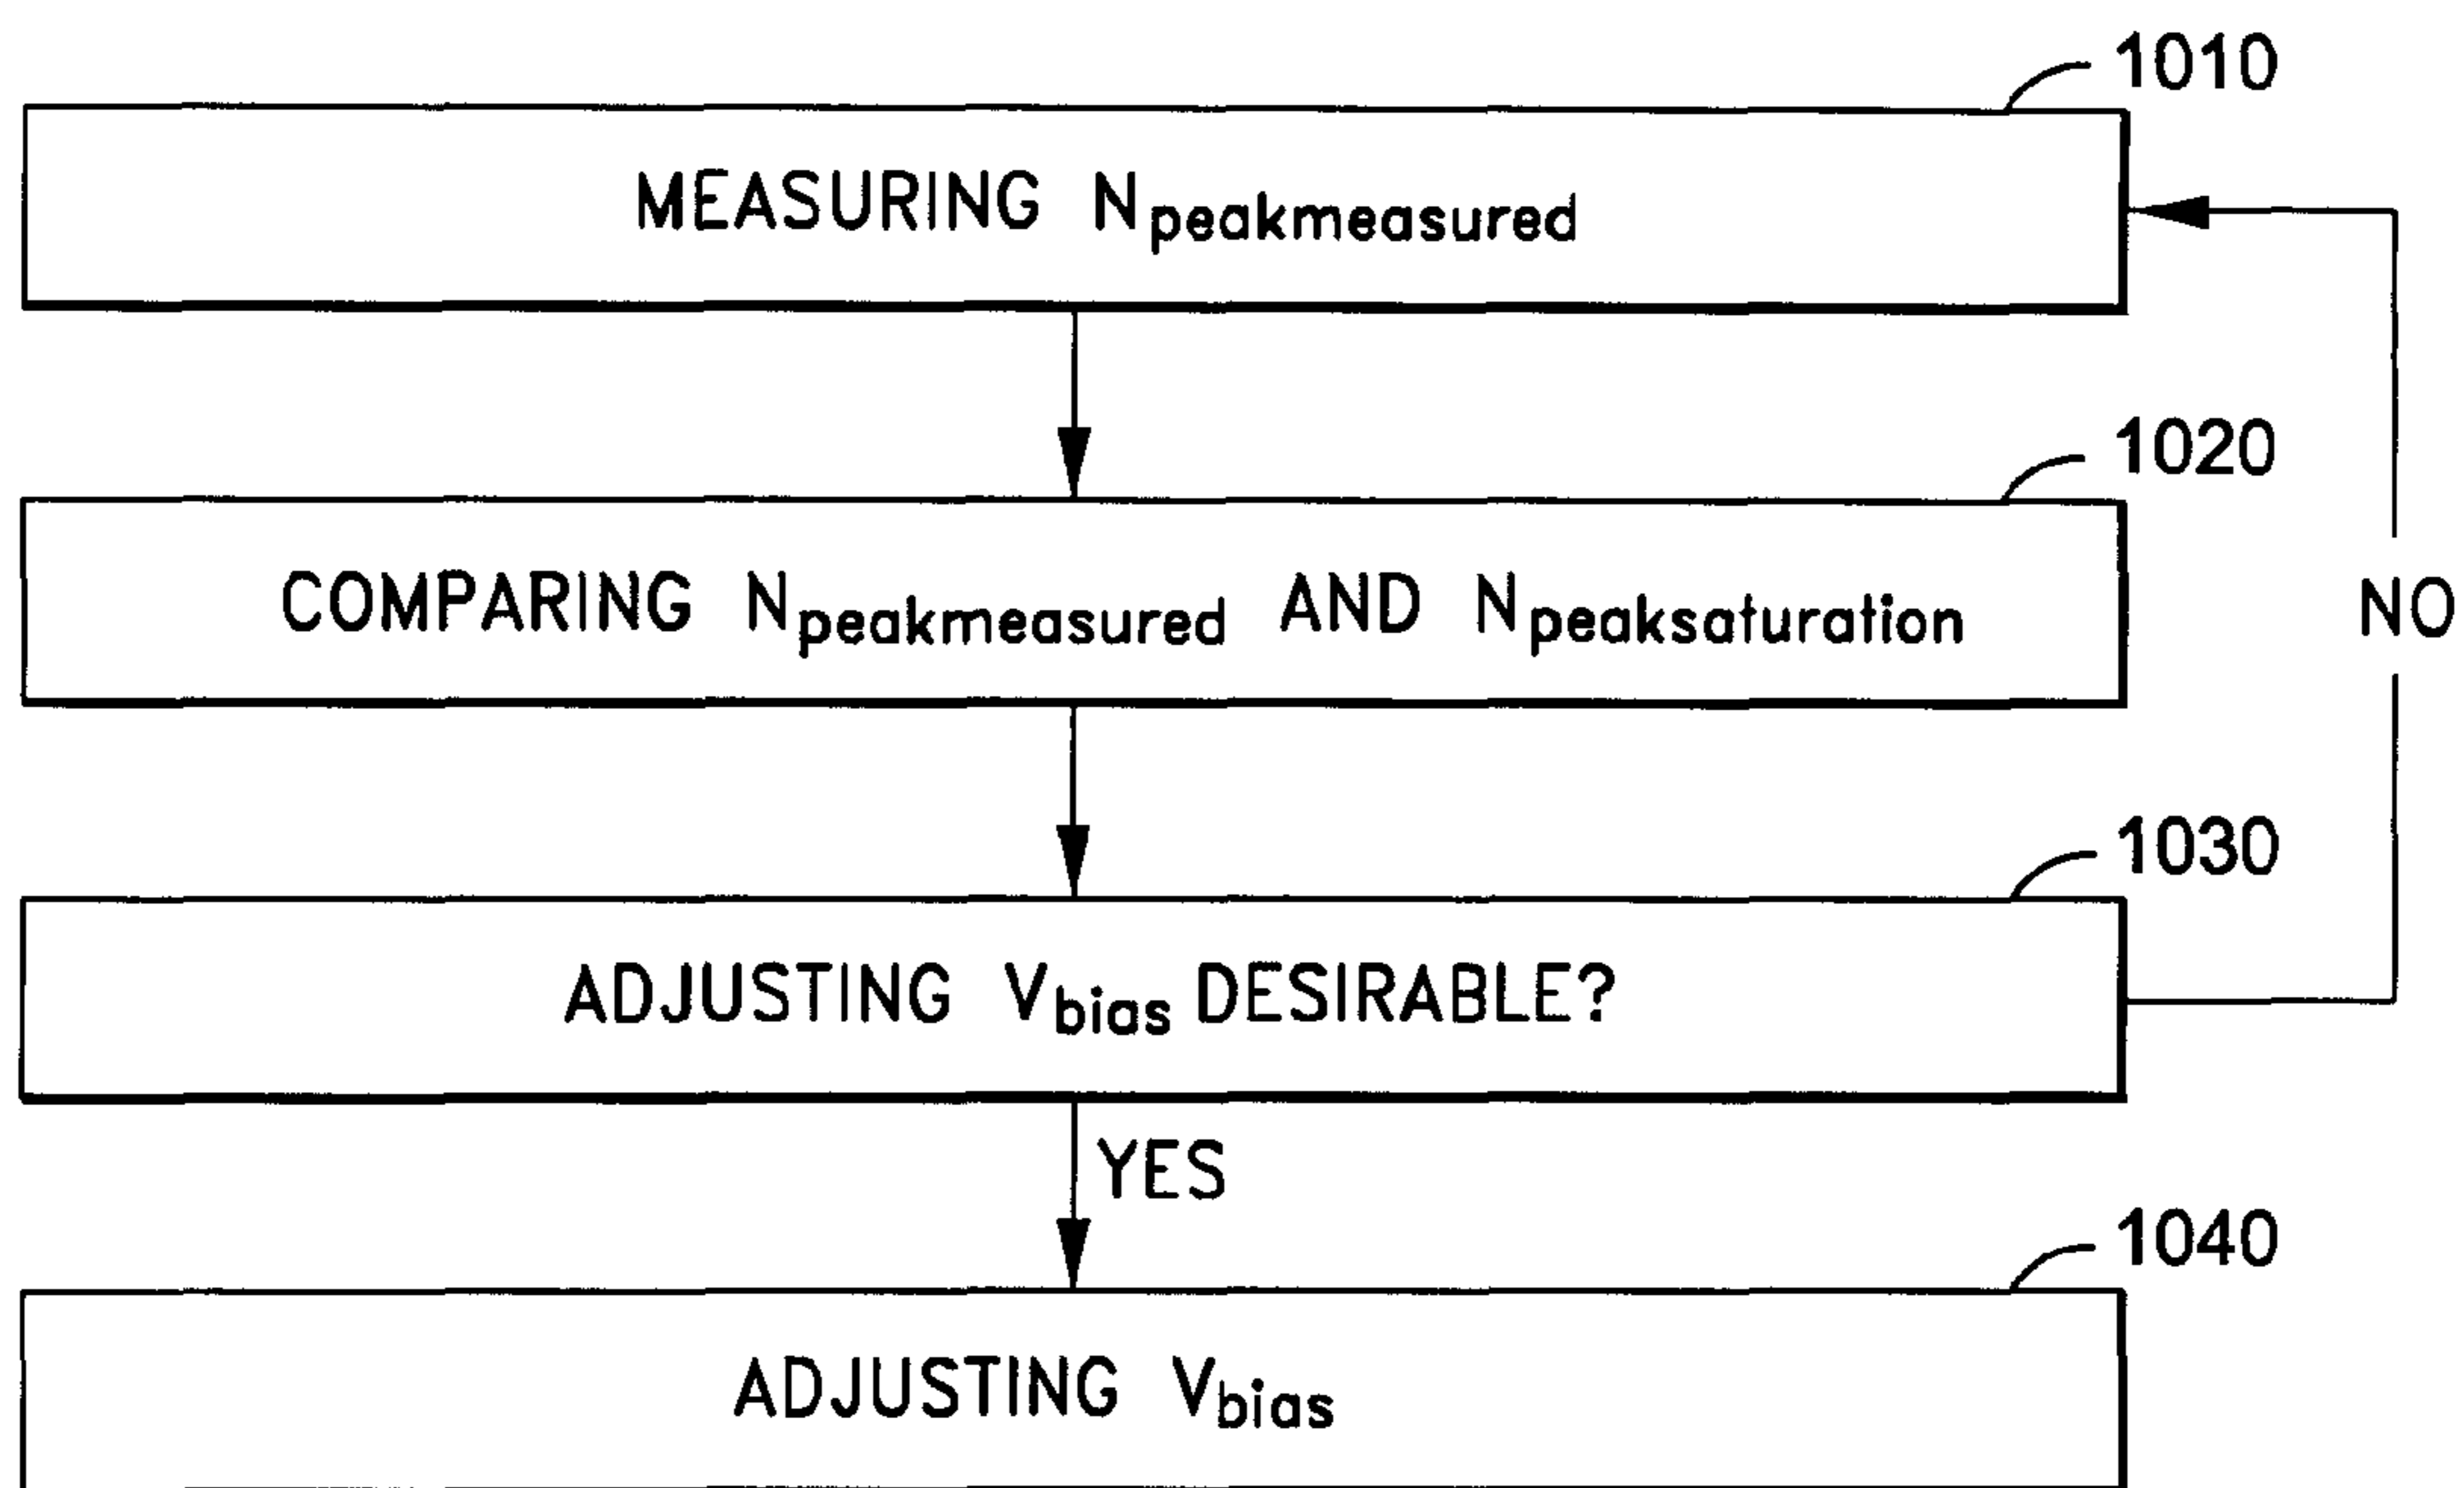 1010
MEASURING Npeakmeasured
1020
COMPARING Npeakmeasured AND Npeaksaturation
NO
1030
ADJUSTING Vbias DESIRABLE?
YES
1040
ADJUSTING Vbias